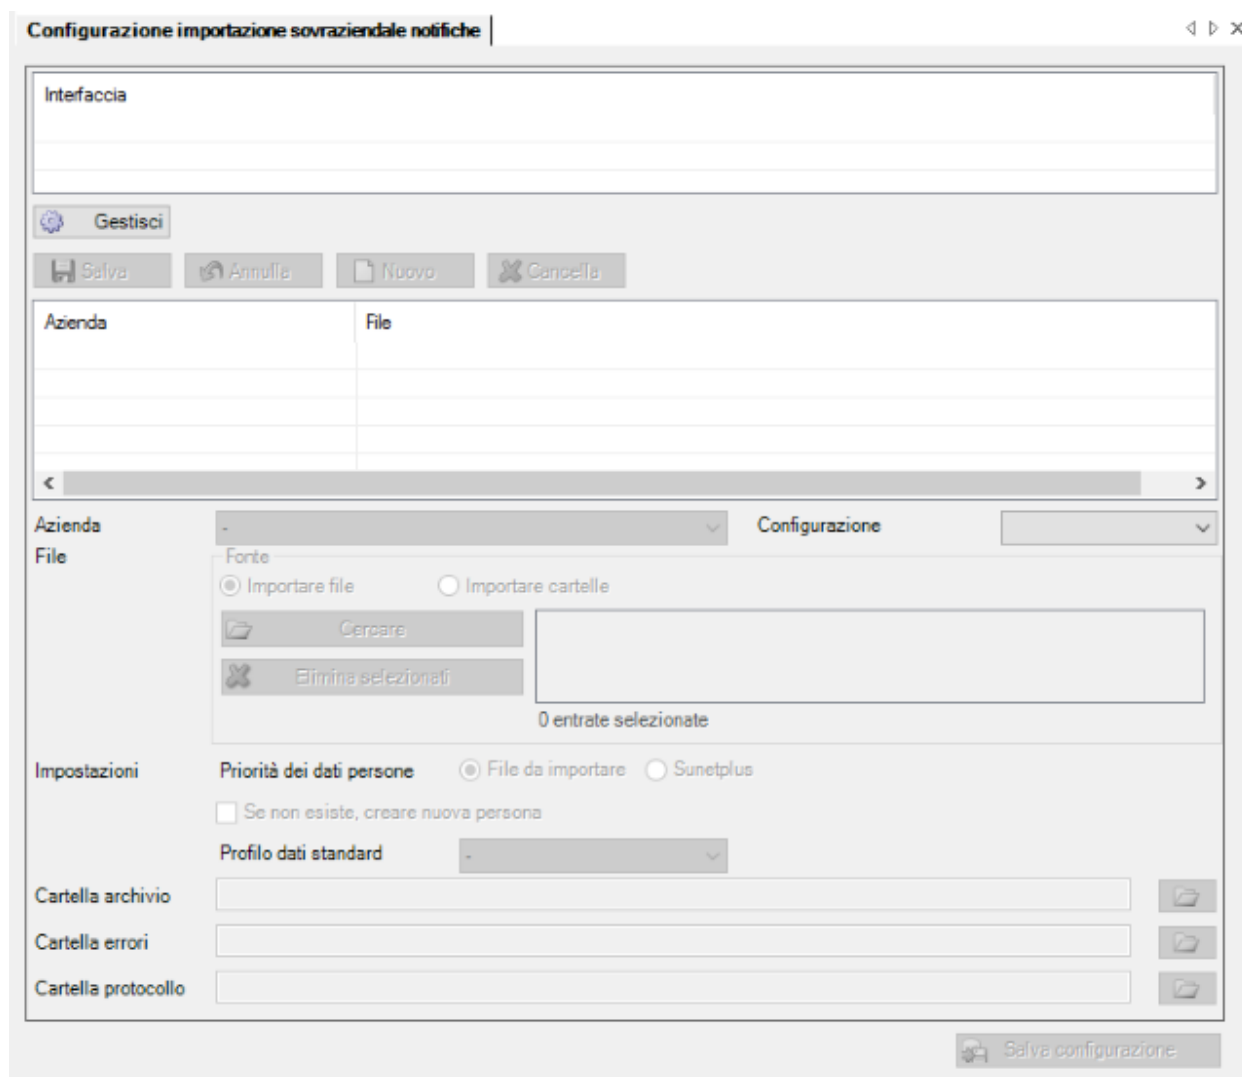 Configurazione importazione sovraziendale notifiche
Interfaccia
Gestisci
Salva Annulla Nuovo Cancella
Azienda File
Azienda - Configurazione
File Fonte
Importare file Importare cartelle
Cercare
Elimina selezionati
0 entrate selezionate
Impostazioni Priorità dei dati persone File da importare Sunetplus
Se non esiste, creare nuova persona
Profilo dati standard -
Cartella archivio
Cartella errori
Cartella protocollo
Salva configurazione